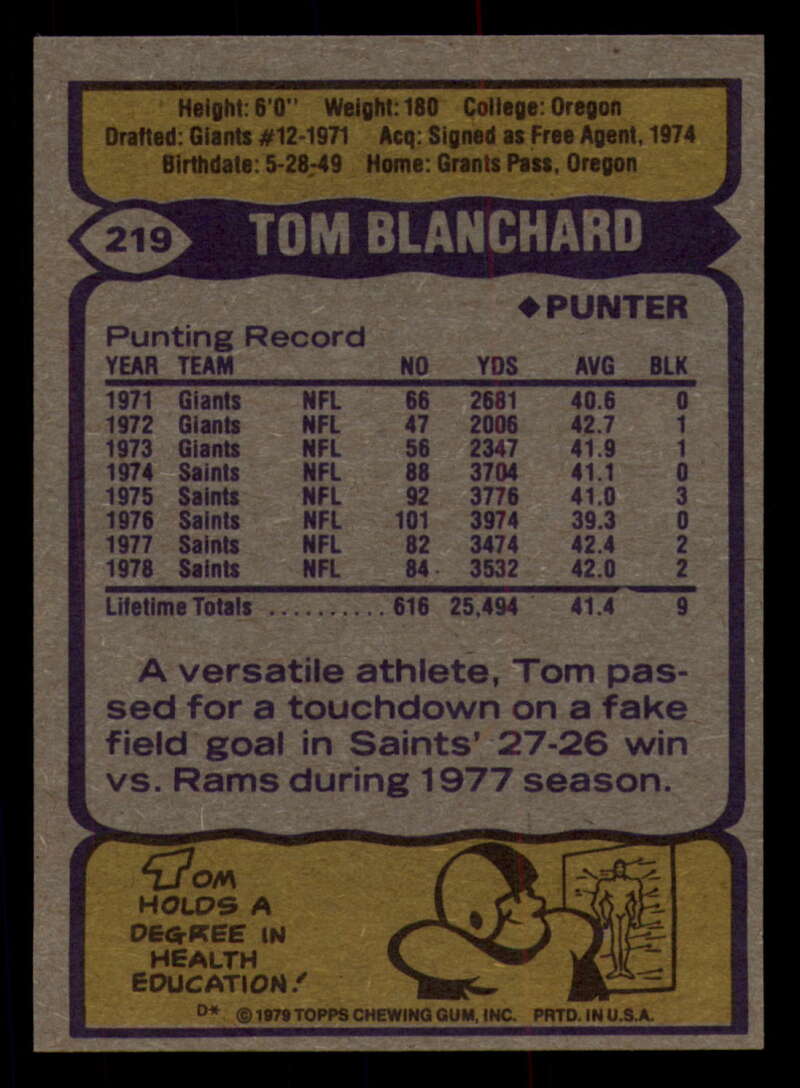 Height: 6'0" Weight: 180 College: Oregon
Drafted: Giants #12-1971 Acq: Signed as Free Agent, 1974
Birthdate: 5-28-49 Home: Grants Pass, Oregon
219 TOM BLANCHARD
◆PUNTER
Punting Record
YEAR TEAM NO YDS AVG BLK
1971 Giants NFL 66 2681 40.6 0
1972 Giants NFL 47 2006 42.7 1
1973 Giants NFL 56 2347 41.9 1
1974 Saints NFL 88 3704 41.1 0
1975 Saints NFL 92 3776 41.0 3
1976 Saints NFL 101 3974 39.3 0
1977 Saints NFL 82 3474 42.4 2
1978 Saints NFL 84 3532 42.0 2
Lifetime Totals .......... 616 25,494 41.4 9
A versatile athlete, Tom pas-
sed for a touchdown on a fake
field goal in Saints' 27-26 win
vs. Rams during 1977 season.
TOM
HOLDS A
DEGREE IN
HEALTH
EDUCATION!
D* © 1979 TOPPS CHEWING GUM, INC. PRTD. IN U.S.A.